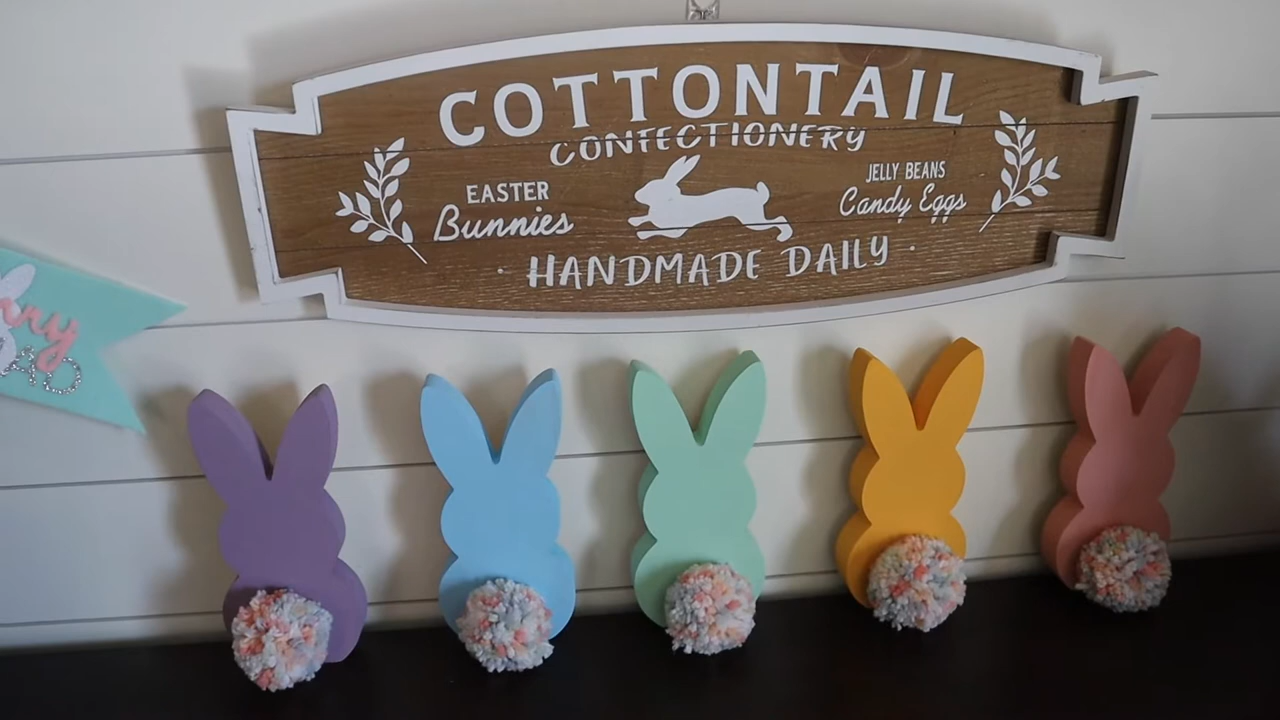 COTTONTAIL
CONFECTIONERY
EASTER
Bunnies
JELLY BEANS
Candy Eggs
· HANDMADE DAILY ·